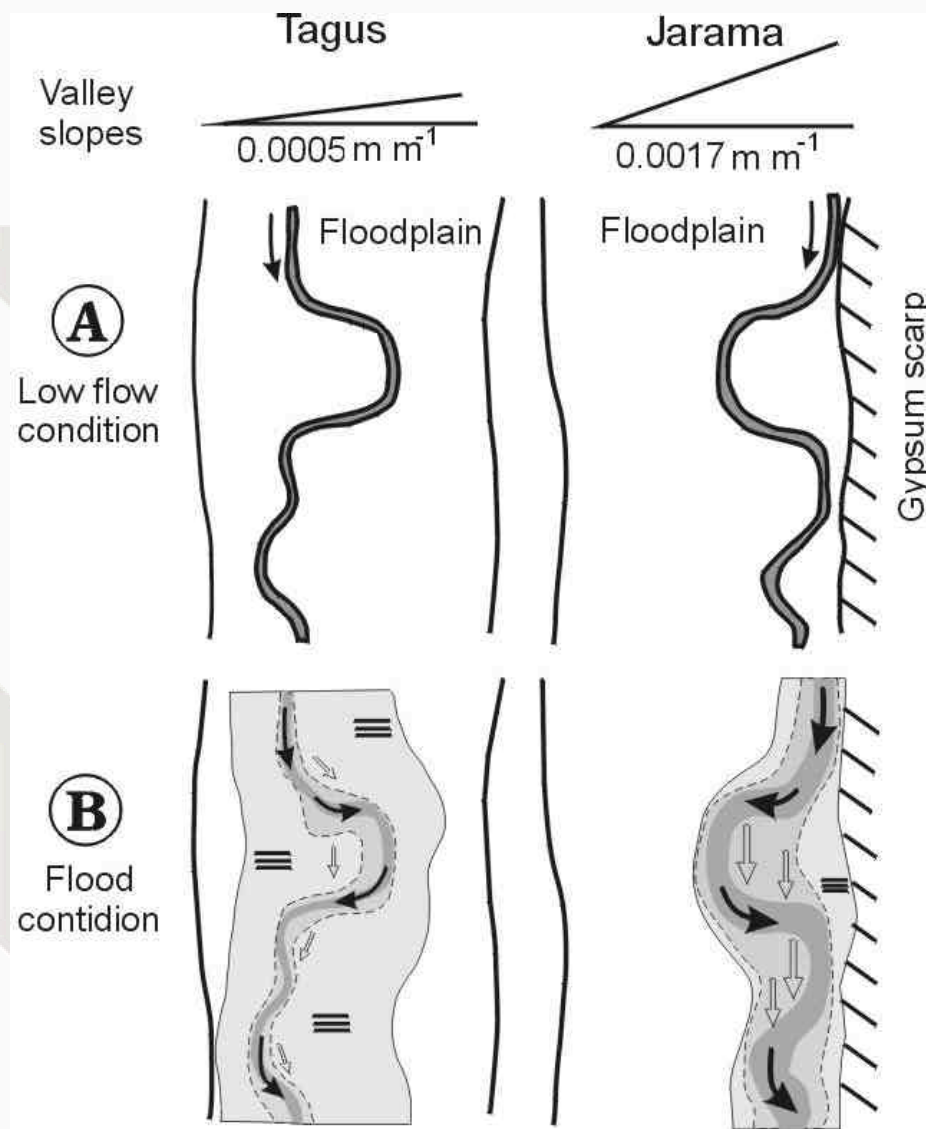 Tagus
Jarama
Valley
slopes
0.0005 m m⁻¹
0.0017 m m⁻¹
Floodplain
Floodplain
A
Low flow
condition
Gypsum scarp
B
Flood
contidion